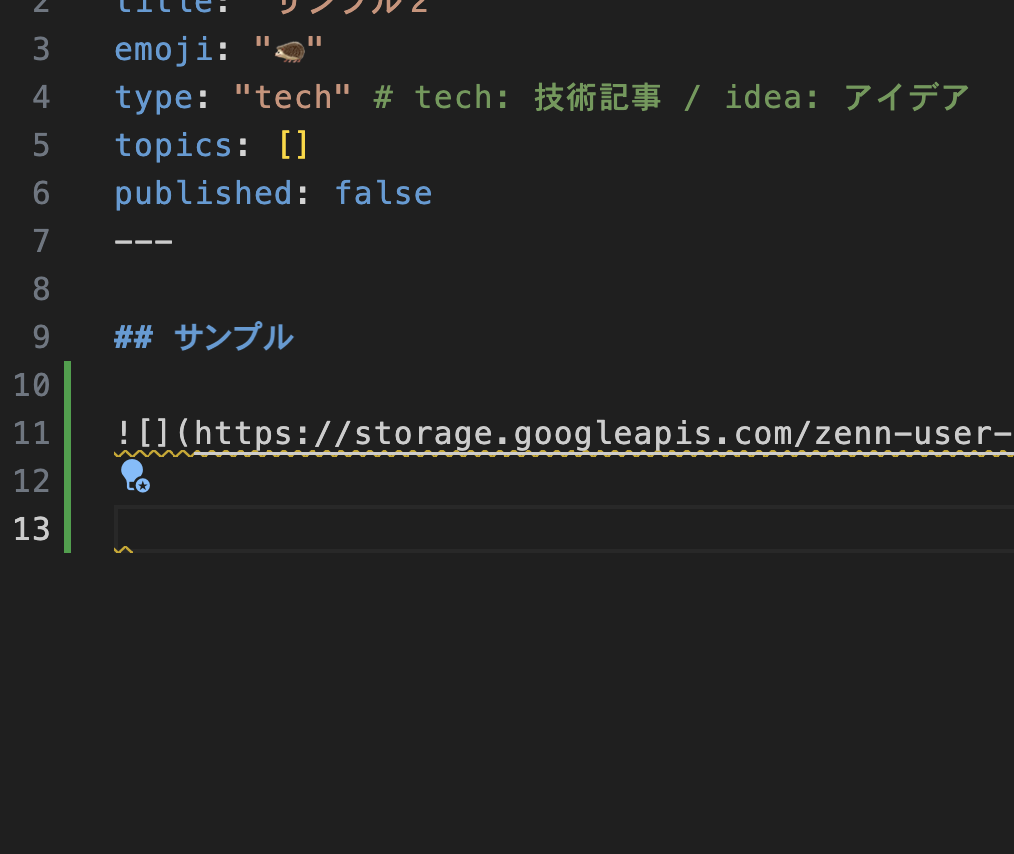 2 title: "サンプル2
3 emoji: "🦔"
4 type: "tech" # tech: 技術記事 / idea: アイデア
5 topics: []
6 published: false
7 ---
8
9 ## サンプル
10
11 ![](https://storage.googleapis.com/zenn-user-
12
13